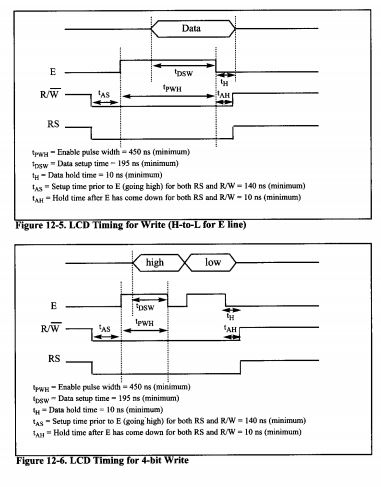 Data
E
tDSW
tH
R/W
tAS
tPWH
tAH
RS
tPWH = Enable pulse width = 450 ns (minimum)
tDSW = Data setup time = 195 ns (minimum)
tH = Data hold time = 10 ns (minimum)
tAS = Setup time prior to E (going high) for both RS and R/W = 140 ns (minimum)
tAH = Hold time after E has come down for both RS and R/W = 10 ns (minimum)
Figure 12-5. LCD Timing for Write (H-to-L for E line)
high low
E
tDSW
tH
R/W
tAS
tPWH
tAH
RS
tPWH = Enable pulse width = 450 ns (minimum)
tDSW = Data setup time = 195 ns (minimum)
tH = Data hold time = 10 ns (minimum)
tAS = Setup time prior to E (going high) for both RS and R/W = 140 ns (minimum)
tAH = Hold time after E has come down for both RS and R/W = 10 ns (minimum)
Figure 12-6. LCD Timing for 4-bit Write